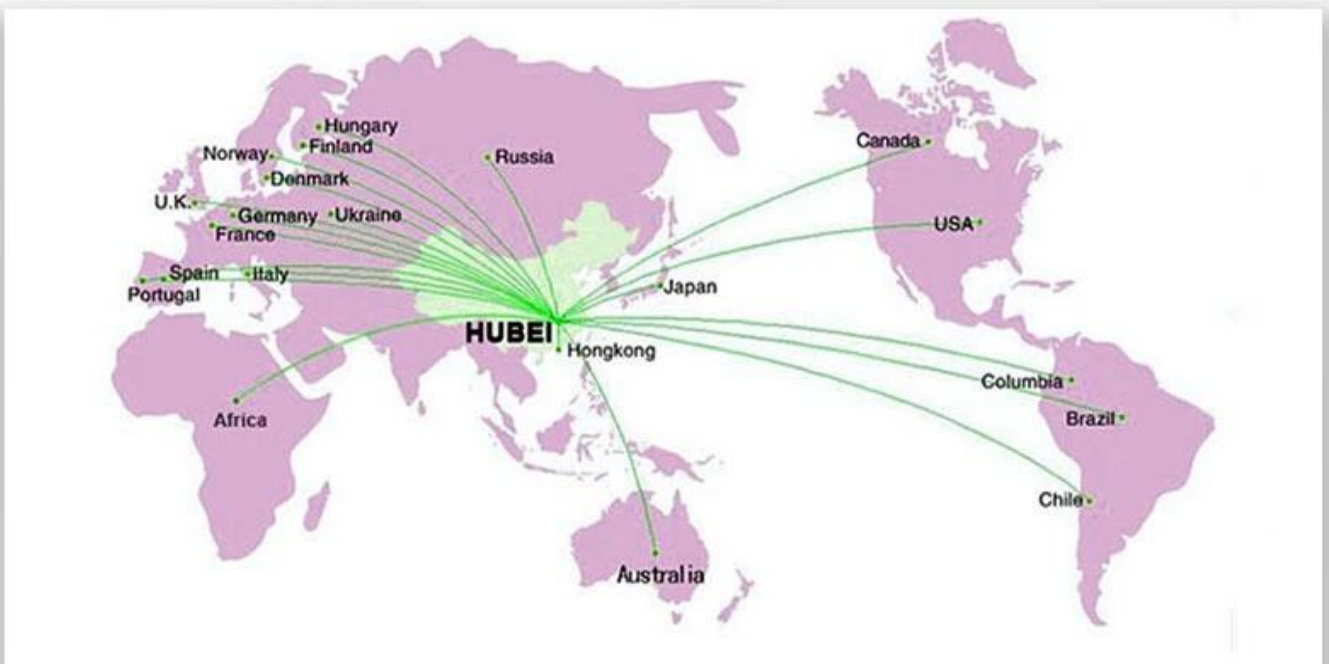 Hungary
Finland
Norway
Denmark
Russia
Canada
U.K.
Germany
Ukraine
France
USA
Spain
Italy
Portugal
Japan
HUBEI
Hongkong
Columbia
Africa
Brazil
Chile
Australia